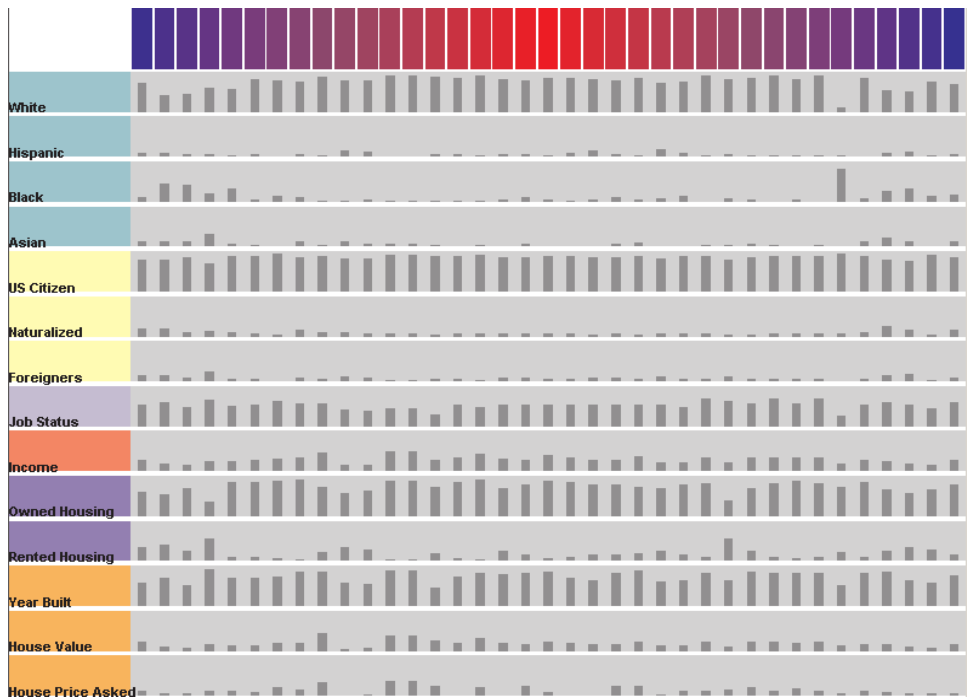 White
Hispanic
Black
Asian
US Citizen
Naturalized
Foreigners
Job Status
Income
Owned Housing
Rented Housing
Year Built
House Value
House Price Asked